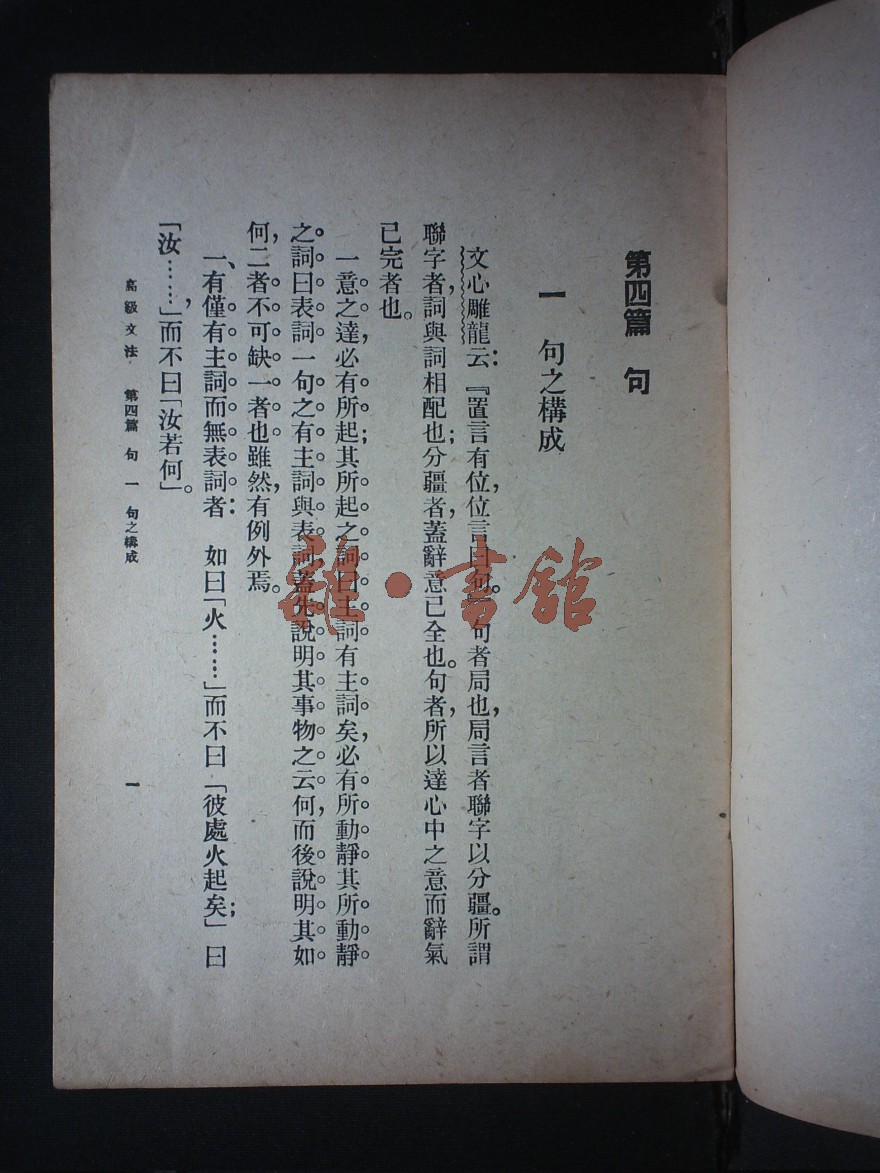 第四篇 句
一 句之構成
文心雕龍云：『置言有位，位言曰句。句者局也，局言者聯字以分疆。所謂
聯字者，詞與詞相配也；分疆者，蓋辭意已全也。句者，所以達心中之意而辭氣
已完者也。
一意之達，必有所起；其所起之詞曰主詞有主詞矣，必有所動靜其所動靜
之詞曰表詞一句之有主詞與表詞蓋先說明其事物之云何，而後說明其如
何，二者不可缺一者也雖然，有例外焉。
一、有僅有主詞而無表詞者： 如曰「火……」而不曰「彼處火起矣」；曰
「汝……」，而不曰「汝若何」。
高級文法 第四篇 句 一 句之構成 一
雜·書館